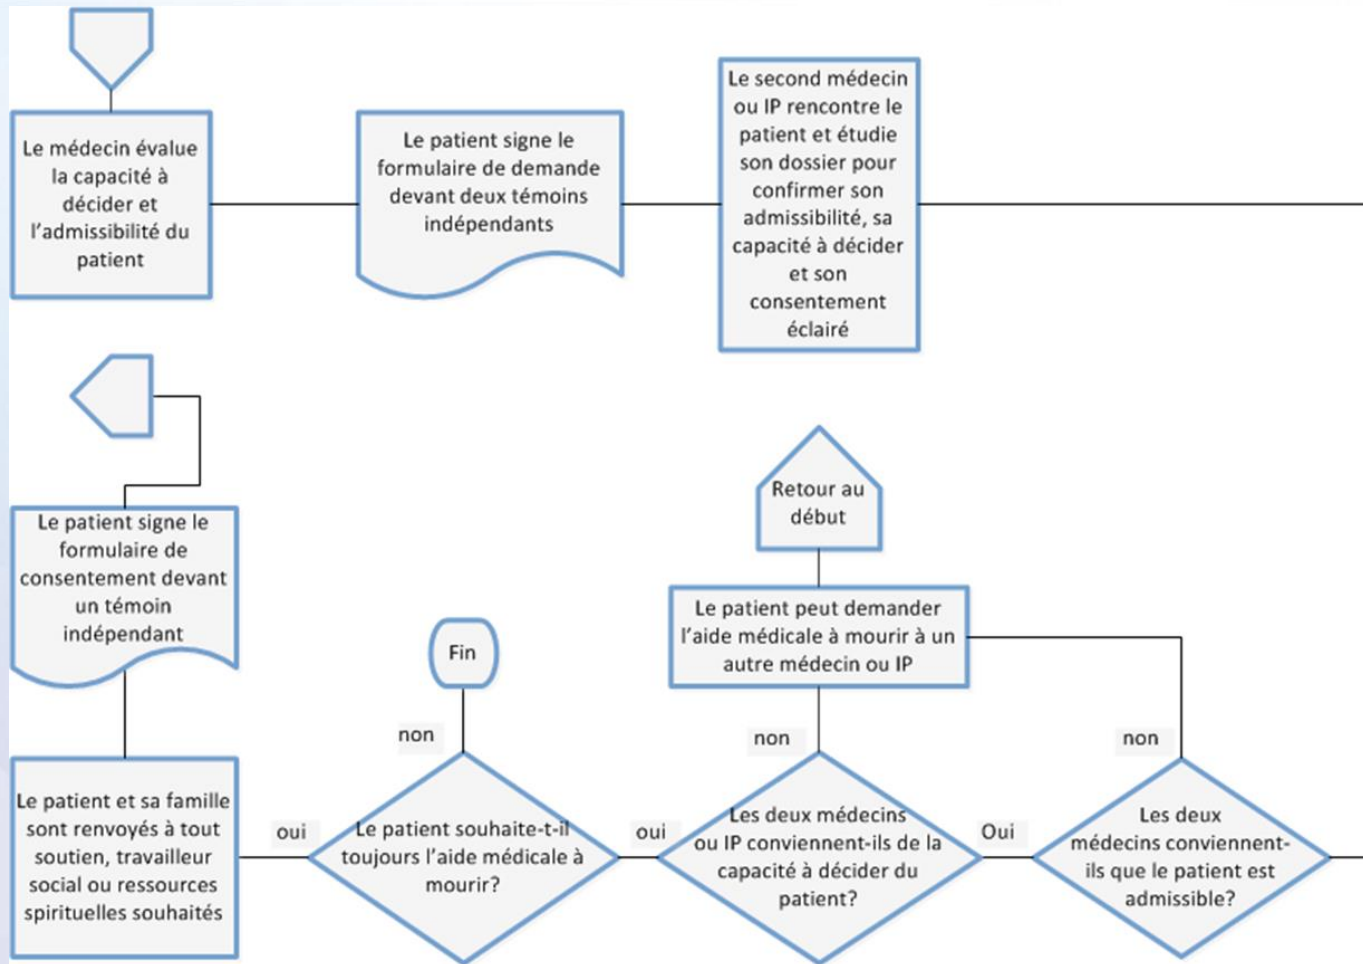 Le médecin évalue
la capacité à
décider et
l'admissibilité du
patient
Le patient signe le
formulaire de demande
devant deux témoins
indépendants
Le second médecin
ou IP rencontre le
patient et étudie
son dossier pour
confirmer son
admissibilité, sa
capacité à décider
et son
consentement
éclairé
Le patient signe le
formulaire de
consentement devant
un témoin
indépendant
Retour au
début
Le patient peut demander
l'aide médicale à mourir à un
autre médecin ou IP
Fin
non
non
non
Le patient et sa famille
sont renvoyés à tout
soutien, travailleur
social ou ressources
spirituelles souhaités
oui
Le patient souhaite-t-il
toujours l'aide médicale à
mourir?
oui
Les deux médecins
ou IP conviennent-ils de la
capacité à décider du
patient?
Oui
Les deux
médecins conviennent-
ils que le patient est
admissible?